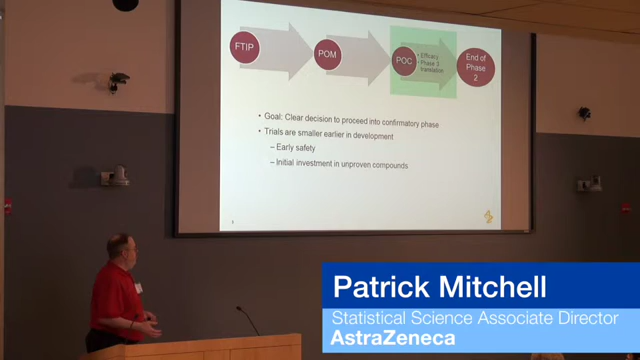 FTIP
POM
POC
• Efficacy
• Phase 3
translation
End of
Phase
2
• Goal: Clear decision to proceed into confirmatory phase
• Trials are smaller earlier in development
– Early safety
– Initial investment in unproven compounds
Patrick Mitchell
Statistical Science Associate Director
AstraZeneca